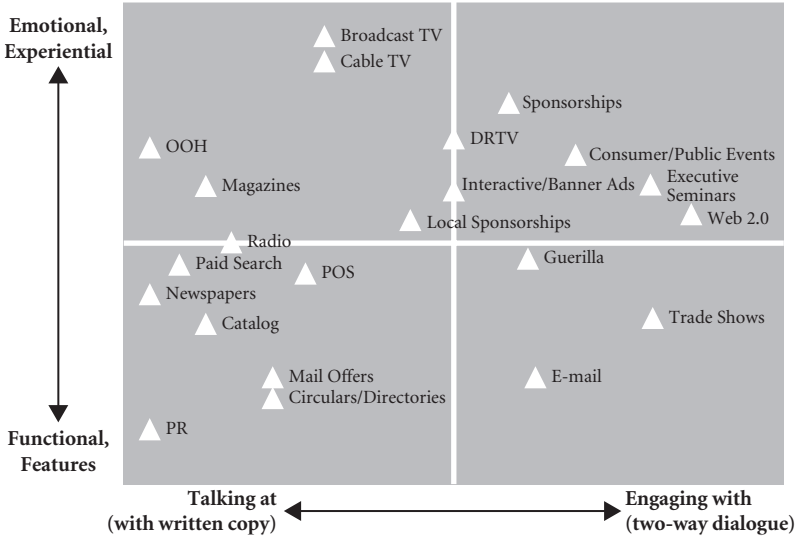 Emotional,
Experiential
Broadcast TV
Cable TV
Sponsorships
OOH
DRTV
Consumer/Public Events
Magazines
Interactive/Banner Ads
Executive
Seminars
Local Sponsorships
Web 2.0
Radio
Paid Search
POS
Guerilla
Newspapers
Catalog
Trade Shows
Mail Offers
Circulars/Directories
E-mail
PR
Functional,
Features
Talking at
(with written copy)
Engaging with
(two-way dialogue)